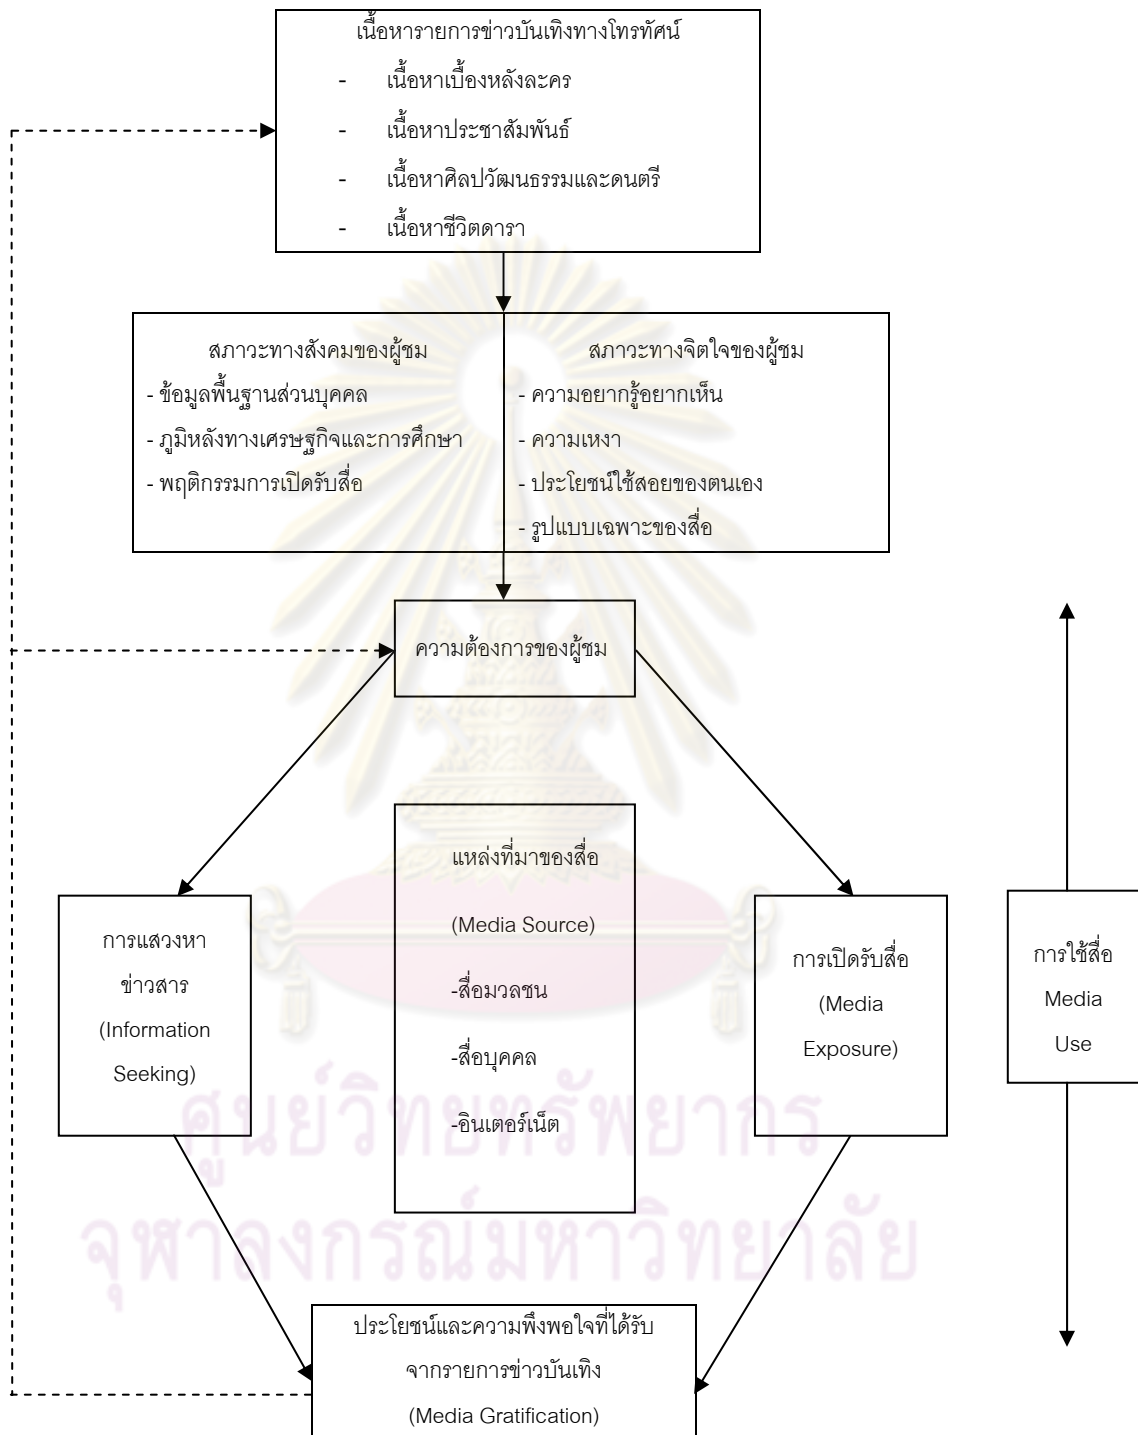 เนื้อหารายการข่าวบันเทิงทางโทรทัศน์
- เนื้อหาเบื้องหลังละคร
- เนื้อหาประชาสัมพันธ์
- เนื้อหาศิลปวัฒนธรรมและดนตรี
- เนื้อหาชีวิตดารา
สภาวะทางสังคมของผู้ชม
- ข้อมูลพื้นฐานส่วนบุคคล
- ภูมิหลังทางเศรษฐกิจและการศึกษา
- พฤติกรรมการเปิดรับสื่อ
สภาวะทางจิตใจของผู้ชม
- ความอยากรู้อยากเห็น
- ความเหงา
- ประโยชน์ใช้สอยของตนเอง
- รูปแบบเฉพาะของสื่อ
ความต้องการของผู้ชม
การแสวงหา
ข่าวสาร
(Information
Seeking)
แหล่งที่มาของสื่อ
(Media Source)
-สื่อมวลชน
-สื่อบุคคล
-อินเตอร์เน็ต
การเปิดรับสื่อ
(Media
Exposure)
การใช้สื่อ
Media
Use
ศูนย์วิทยทรัพยากร
จุฬาลงกรณ์มหาวิทยาลัย
ประโยชน์และความพึงพอใจที่ได้รับ
จากรายการข่าวบันเทิง
(Media Gratification)